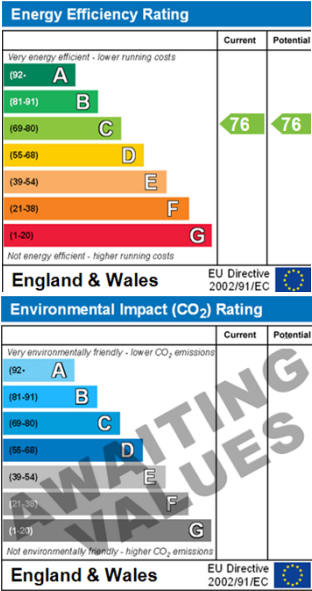 Energy Efficiency Rating
Current Potential
Very energy efficient - lower running costs
(92- A
(81-91) B
(69-80) C 76 76
(55-68) D
(39-54) E
(21-38) F
(1-20) G
Not energy efficient - higher running costs
England & Wales EU Directive 2002/91/EC
Environmental Impact (CO2) Rating
Current Potential
Very environmentally friendly - lower CO2 emissions
(92- A
(81-91) B
(69-80) C
(55-68) D
(39-54) E
(21-38) F
(1-20) G
AWAITING
VALUES
Not environmentally friendly - higher CO2 emissions
England & Wales EU Directive 2002/91/EC